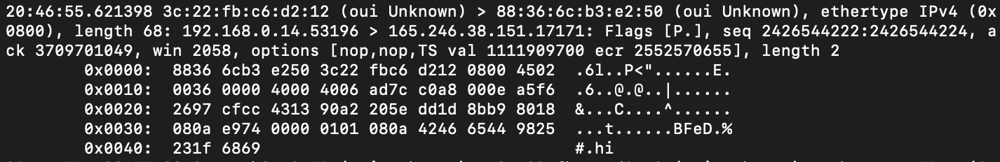 20:46:55.621398 3c:22:fb:c6:d2:12 (oui Unknown) > 88:36:6c:b3:e2:50 (oui Unknown), ethertype IPv4 (0x
0800), length 68: 192.168.0.14.53196 > 165.246.38.151.17171: Flags [P.], seq 2426544222:2426544224, a
ck 3709701049, win 2058, options [nop,nop,TS val 1111909700 ecr 2552570655], length 2
0x0000:  8836 6cb3 e250 3c22 fbc6 d212 0800 4502  .6l..P<"......E.
0x0010:  0036 0000 4000 4006 ad7c c0a8 000e a5f6  .6..@.@..|......
0x0020:  2697 cfcc 4313 90a2 205e dd1d 8bb9 8018  &...C....^......
0x0030:  080a e974 0000 0101 080a 4246 6544 9825  ...t......BFeD.%
0x0040:  231f 6869  #.hi